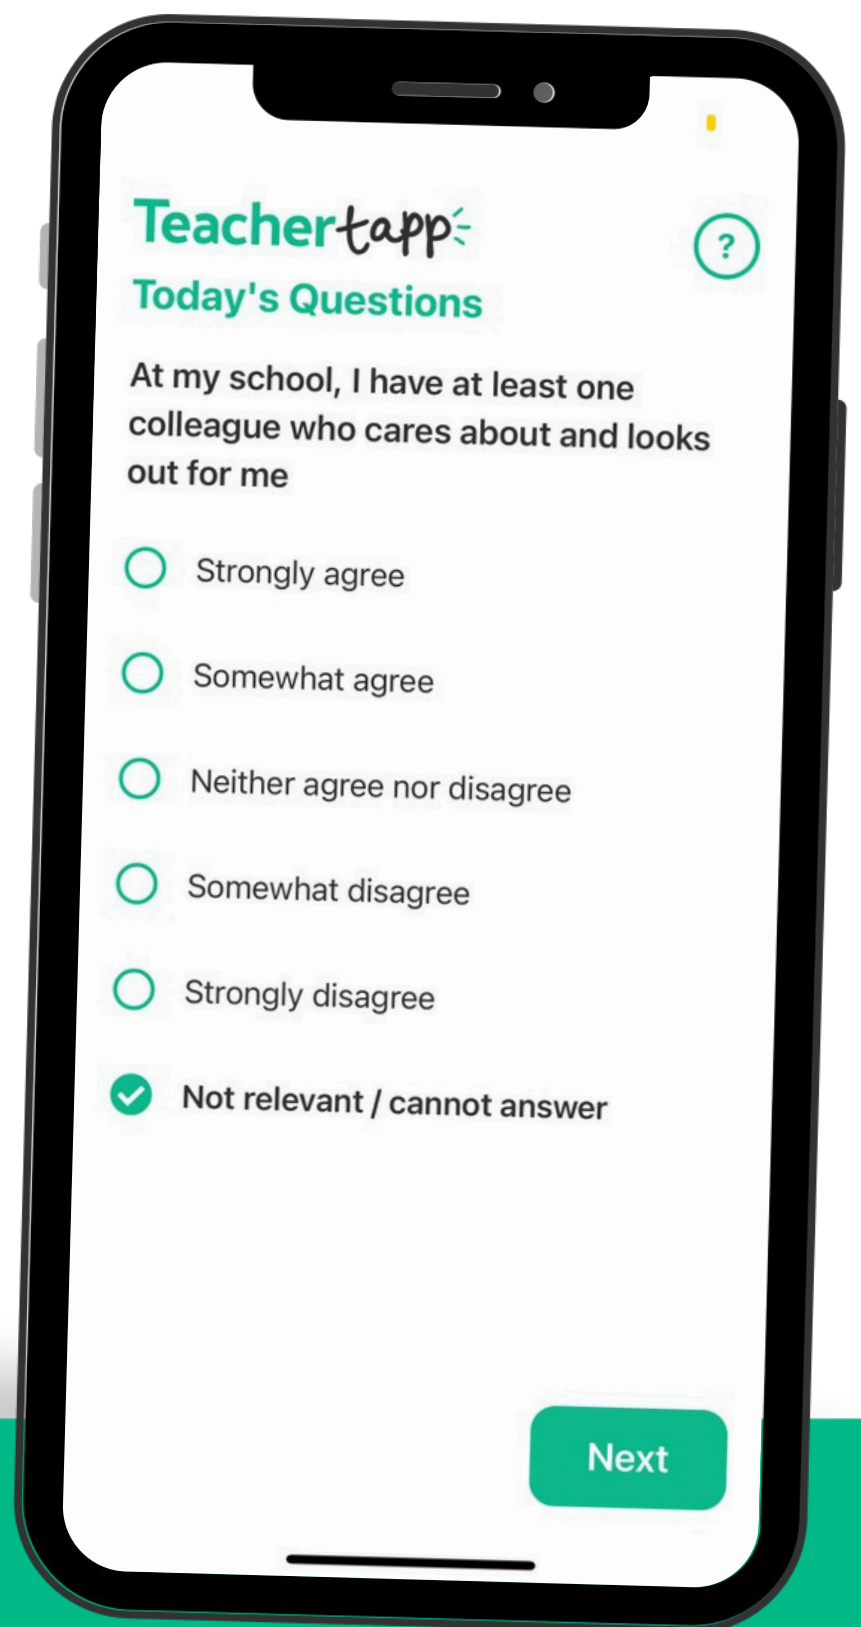 Teachertapp
?
Today's Questions
At my school, I have at least one
colleague who cares about and looks
out for me
Strongly agree
Somewhat agree
Neither agree nor disagree
Somewhat disagree
Strongly disagree
Not relevant / cannot answer
Next